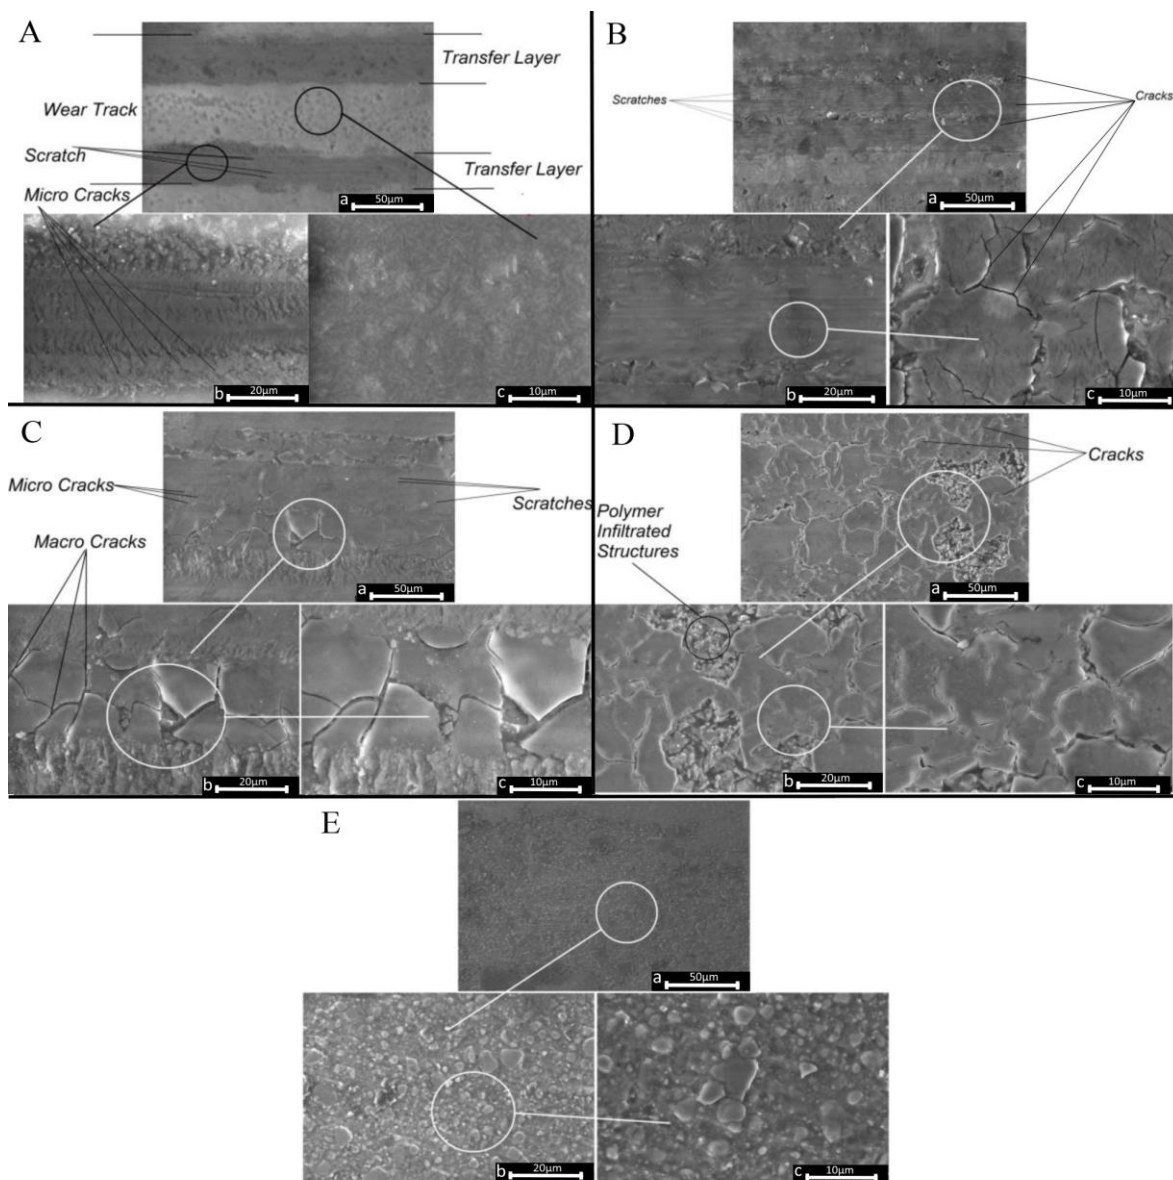 A
Transfer Layer
Wear Track
Scratch
Transfer Layer
Micro Cracks
a 50µm
b 20µm
c 10µm
B
Scratches
Cracks
a 50µm
b 20µm
c 10µm
C
Micro Cracks
Scratches
Macro Cracks
a 50µm
b 20µm
c 10µm
D
Cracks
Polymer
Infiltrated
Structures
a 50µm
b 20µm
c 10µm
E
a 50µm
b 20µm
c 10µm